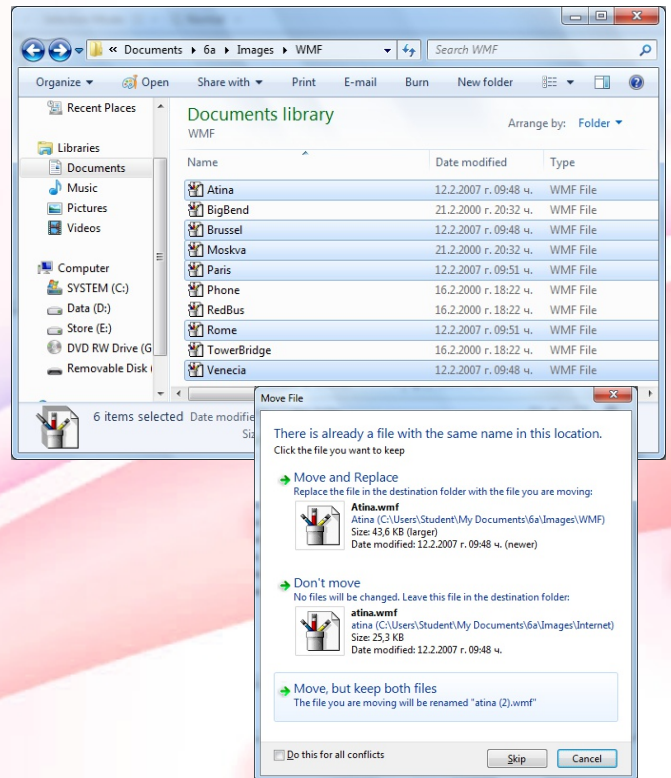 « Documents ▸ 6a ▸ Images ▸ WMF Search WMF
Organize Open Share with Print E-mail Burn New folder
Recent Places
Libraries
Documents
Music
Pictures
Videos
Computer
SYSTEM (C:)
Data (D:)
Store (E:)
DVD RW Drive (G
Removable Disk (
Documents library
WMF
Arrange by: Folder
Name Date modified Type
Atina 12.2.2007 г. 09:48 ч. WMF File
BigBend 21.2.2000 г. 20:32 ч. WMF File
Brussel 12.2.2007 г. 09:48 ч. WMF File
Moskva 21.2.2000 г. 20:32 ч. WMF File
Paris 12.2.2007 г. 09:51 ч. WMF File
Phone 16.2.2000 г. 18:22 ч. WMF File
RedBus 16.2.2000 г. 18:22 ч. WMF File
Rome 12.2.2007 г. 09:51 ч. WMF File
TowerBridge 16.2.2000 г. 18:22 ч. WMF File
Venecia 12.2.2007 г. 09:48 ч. WMF File
6 items selected Date modifie
Siz
Move File
There is already a file with the same name in this location.
Click the file you want to keep
Move and Replace
Replace the file in the destination folder with the file you are moving:
Atina.wmf
Atina (C:\Users\Student\My Documents\6a\Images\WMF)
Size: 43,6 KB (larger)
Date modified: 12.2.2007 г. 09:48 ч. (newer)
Don't move
No files will be changed. Leave this file in the destination folder:
atina.wmf
atina (C:\Users\Student\My Documents\6a\Images\Internet)
Size: 25,3 KB
Date modified: 12.2.2007 г. 09:48 ч.
Move, but keep both files
The file you are moving will be renamed "atina (2).wmf"
Do this for all conflicts Skip Cancel